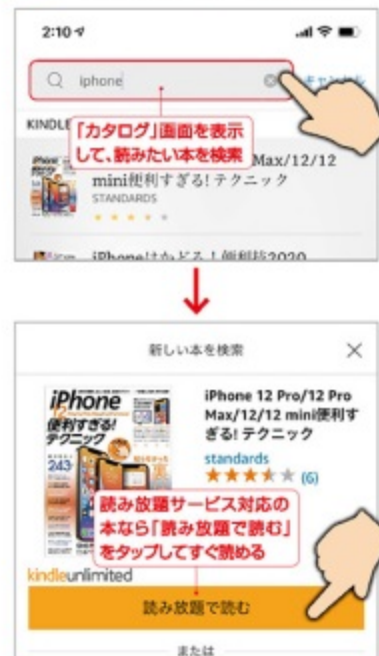 2:10
iphone
キャンセル
KINDLE
「カタログ」画面を表示
して、読みたい本を検索
Max/12/12
mini便利すぎる! テクニック
STANDARDS
iPhoneはかどる! 便利技2020
新しい本を検索
iPhone
12
便利すぎる!
テクニック
243
iPhone 12 Pro/12 Pro
Max/12/12 mini便利す
ぎる! テクニック
standards
(6)
読み放題サービス対応の
本なら「読み放題で読む」
をタップしてすぐ読める
kindleunlimited
読み放題で読む
または